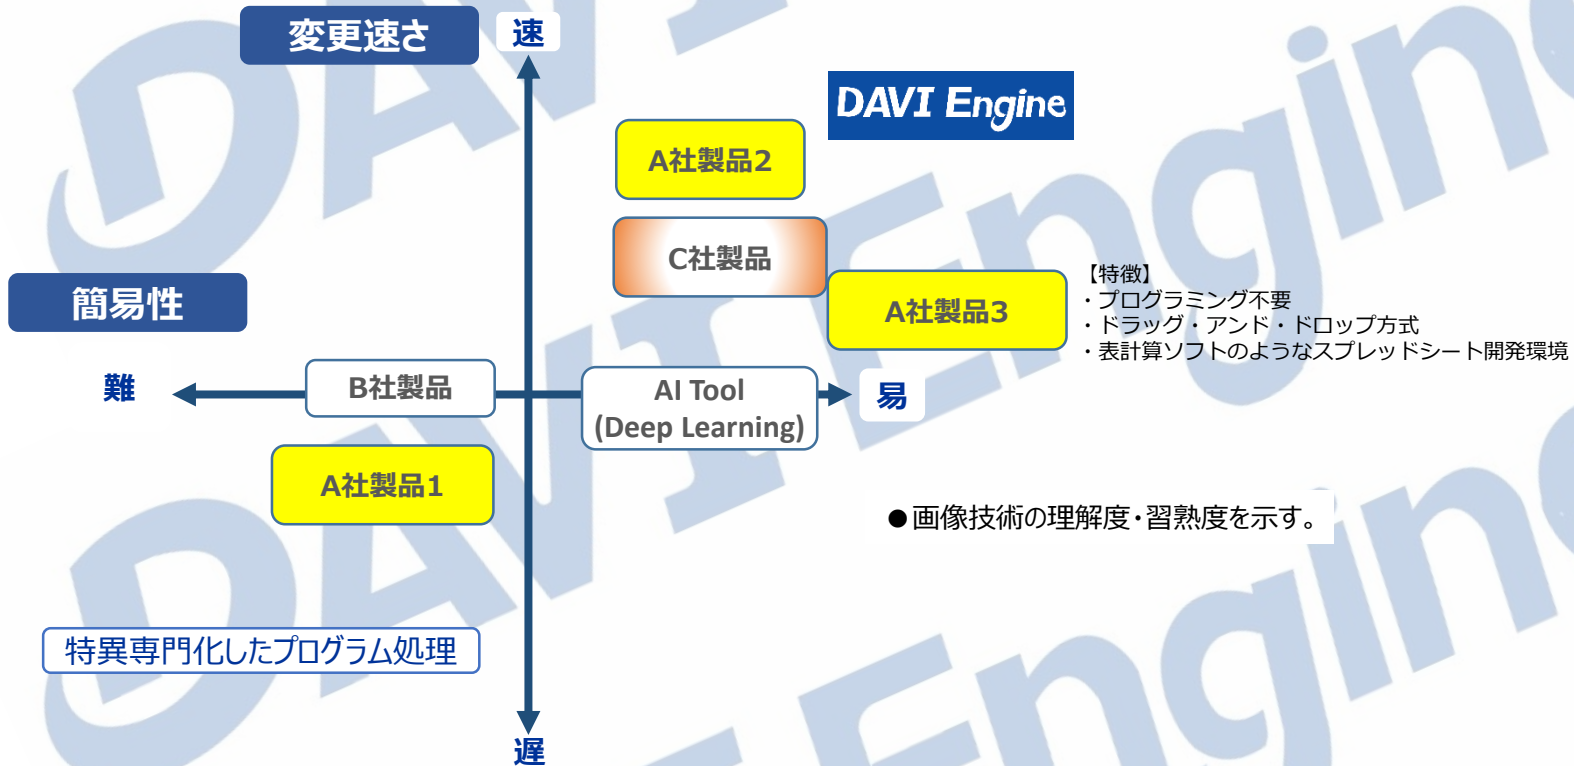 変更速さ
速
DAVI Engine
A社製品2
C社製品
簡易性
A社製品3
【特徴】
・プログラミング不要
・ドラッグ・アンド・ドロップ方式
・表計算ソフトのようなスプレッドシート開発環境
難
B社製品
AI Tool
(Deep Learning)
易
A社製品1
●画像技術の理解度・習熟度を示す。
特異専門化したプログラム処理
遅
DAVI Engine
DAVI Engine